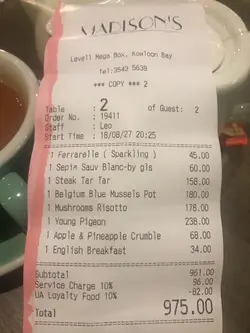 MADISON'S
Level1 Mega Box, Kowloon Bay
Tel:3543 5638
*** COPY *** 2
Table : 2 of Guest: 2
Order No. : 19411
Staff : Leo
Start Time : 18/08/27 20:25
1 Ferrarelle ( Sparkling ) 45.00
1 Sepia Sauv Blanc-by gls 60.00
1 Steak Tar Tar 158.00
1 Belgium Blue Mussels Pot 180.00
1 Mushrooms Risotto 178.00
1 Young Pigeon 238.00
1 Apple & Pineapple Crumble 68.00
1 English Breakfast 34.00
Subtotal 961.00
Service Charge 10% 96.00
UA Loyalty Food 10% -82.00
Total 975.00